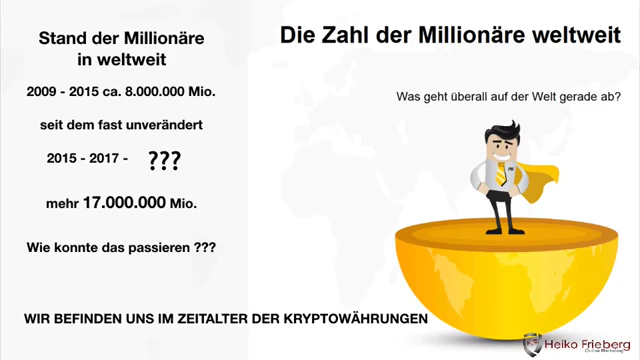 Stand der Millionäre
in weltweit
2009 - 2015 ca. 8.000.000 Mio.
seit dem fast unverändert
2015 - 2017 - ???
mehr 17.000.000 Mio.
Wie konnte das passieren ???
Die Zahl der Millionäre weltweit
Was geht überall auf der Welt gerade ab?
WIR BEFINDEN UNS IM ZEITALTER DER KRYPTOWÄHRUNGEN
Heiko Frieberg
Online Marketing